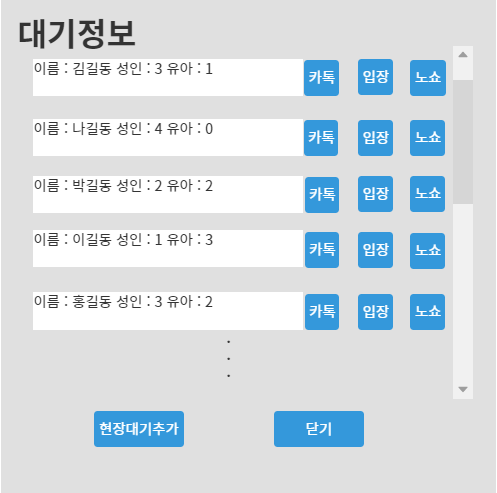 대기정보
이름 : 김길동 성인 : 3 유아 : 1 카톡 입장 노쇼
이름 : 나길동 성인 : 4 유아 : 0 카톡 입장 노쇼
이름 : 박길동 성인 : 2 유아 : 2 카톡 입장 노쇼
이름 : 이길동 성인 : 1 유아 : 3 카톡 입장 노쇼
이름 : 홍길동 성인 : 3 유아 : 2 카톡 입장 노쇼
.
.
.
현장대기추가 닫기